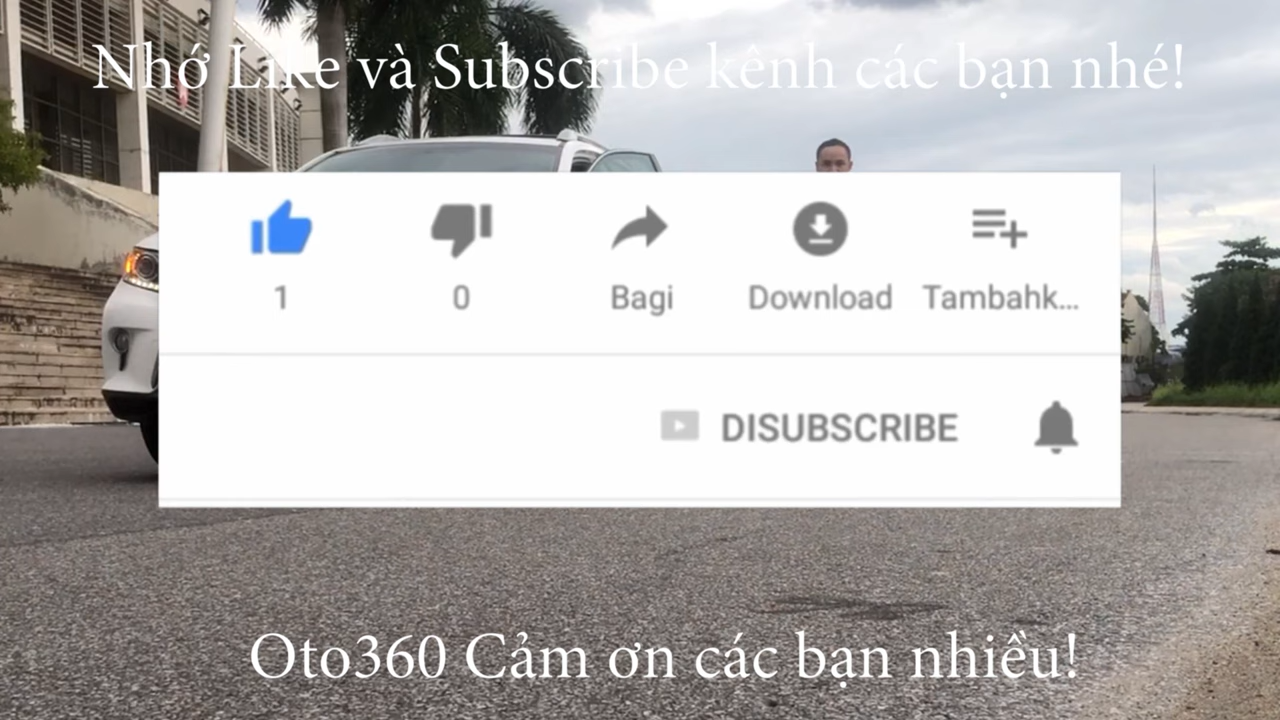 Nhớ Like và Subscribe kênh các bạn nhé!
1 0 Bagi Download Tambahk...
DISUBSCRIBE
Oto360 Cảm ơn các bạn nhiều!